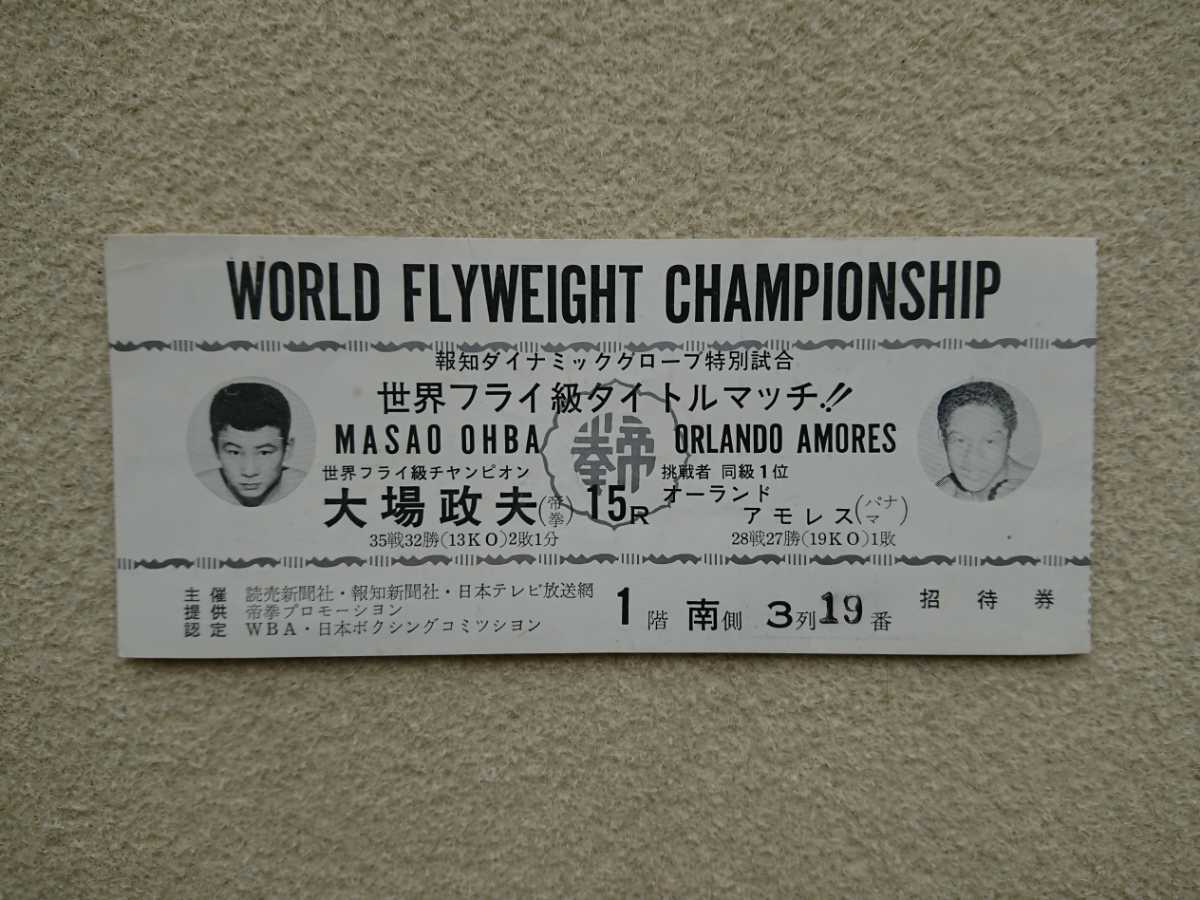 WORLD FLYWEIGHT CHAMPIONSHIP
報知ダイナミックグローブ特別試合
世界フライ級タイトルマッチ!!
帝拳
MASAO OHBA
世界フライ級チャンピオン
大場政夫(帝拳)
35戦32勝(13KO)2敗1分
15R
ORLANDO AMORES
挑戦者 同級1位
オーランド
アモレス(パナマ)
28戦27勝(19KO)1敗
主催 読売新聞社・報知新聞社・日本テレビ放送網
提供 帝拳プロモーション
認定 WBA・日本ボクシングコミツシヨン
1階 南側 3列19番
招待券